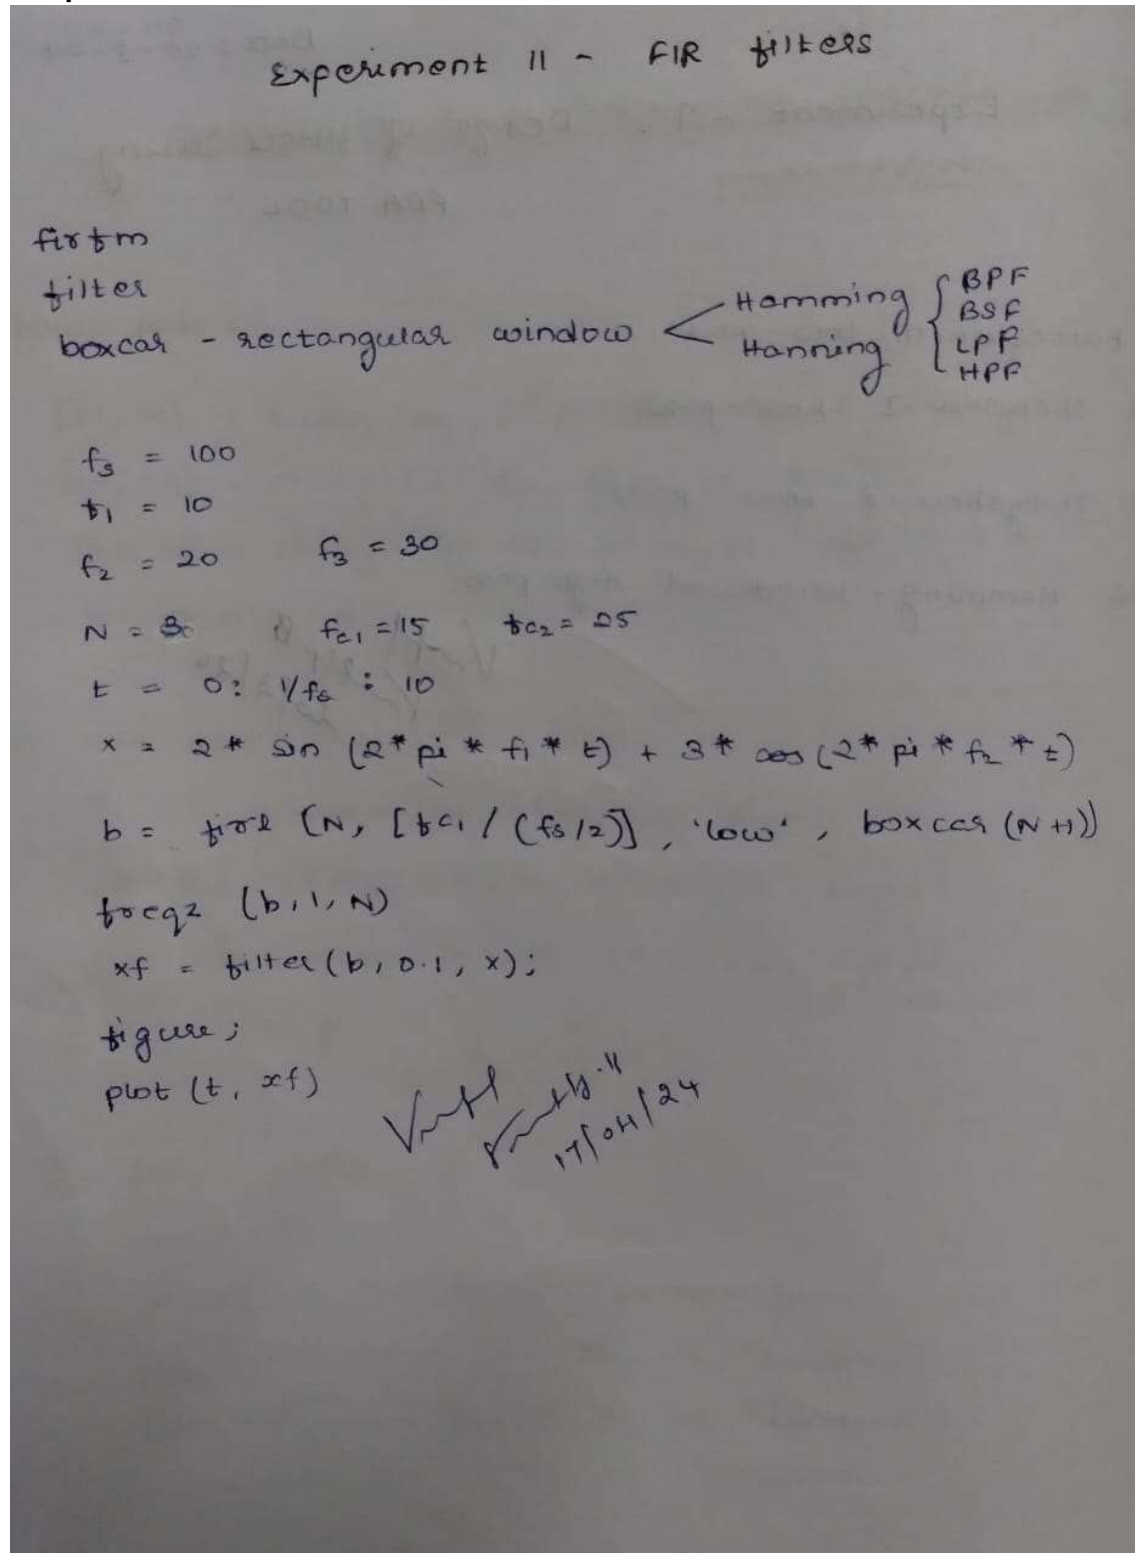 Experiment 11 - FIR filters
firfm
filter
boxcar - rectangular window < Hamming Hanning { BPF BSF LPF HPF
fs = 100
f1 = 10
f2 = 20 f3 = 30
N = fc1 = 15 fc2 = 25
t = 0: 1/fs : 10
x = 2* sin (2* pi * f1 * t) + 3* cos (2* pi * f2 * t)
b = fir1 (N, [fc1 / (fs/2)], 'low', boxcar (N+1))
freqz (b, 1, N)
xf = filter (b, 0.1, x);
figure;
plot (t, xf)
17/04/24